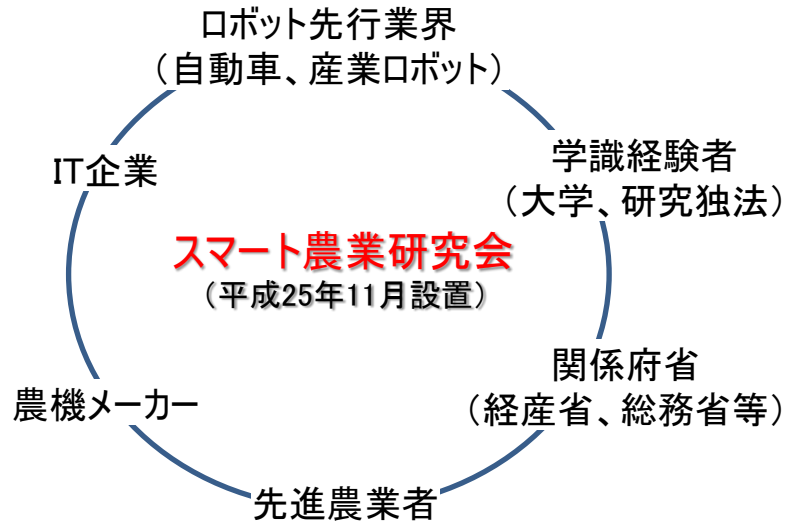 ロボット先行業界
（自動車、産業ロボット）
学識経験者
（大学、研究独法）
IT企業
スマート農業研究会
（平成25年11月設置）
関係府省
（経産省、総務省等）
農機メーカー
先進農業者